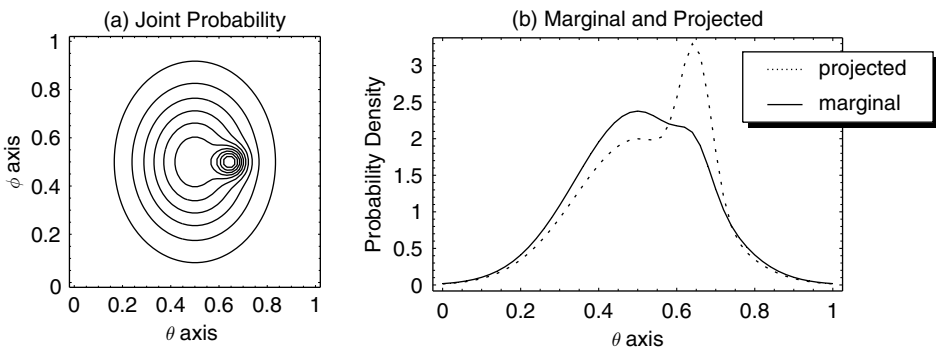 (a) Joint Probability
1
0.8
0.6
0.4
0.2
0
ϕ axis
0 0.2 0.4 0.6 0.8 1
θ axis
(b) Marginal and Projected
3
2.5
2
1.5
1
0.5
0
Probability Density
0 0.2 0.4 0.6 0.8 1
θ axis
projected
marginal